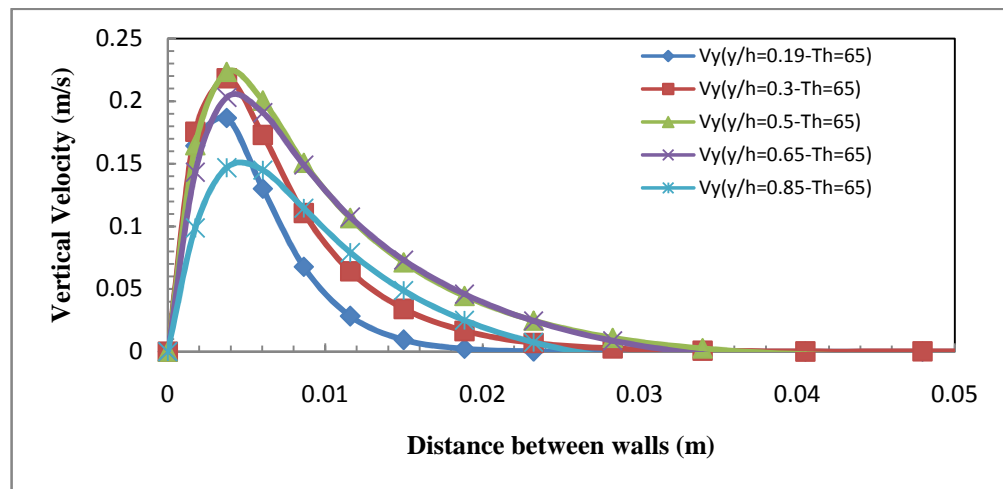 0.25
0.2
0.15
0.1
0.05
0
0
0.01
0.02
0.03
0.04
0.05
Vertical Velocity (m/s)
Distance between walls (m)
Vy(y/h=0.19-Th=65)
Vy(y/h=0.3-Th=65)
Vy(y/h=0.5-Th=65)
Vy(y/h=0.65-Th=65)
Vy(y/h=0.85-Th=65)